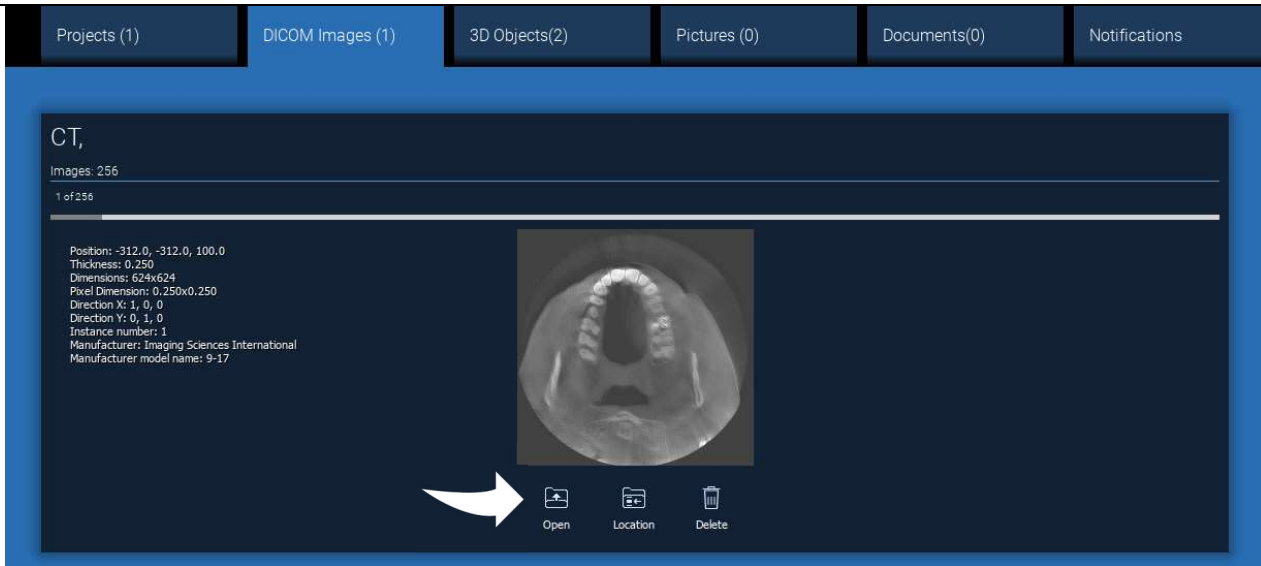 Projects (1)
DICOM Images (1)
3D Objects(2)
Pictures (0)
Documents(0)
Notifications
CT,
Images: 256
1 of 256
Position: -312.0, -312.0, 100.0
Thickness: 0.250
Dimensions: 624x624
Pixel Dimension: 0.250x0.250
Direction X: 1, 0, 0
Direction Y: 0, 1, 0
Instance number: 1
Manufacturer: Imaging Sciences International
Manufacturer model name: 9-17
Open
Location
Delete